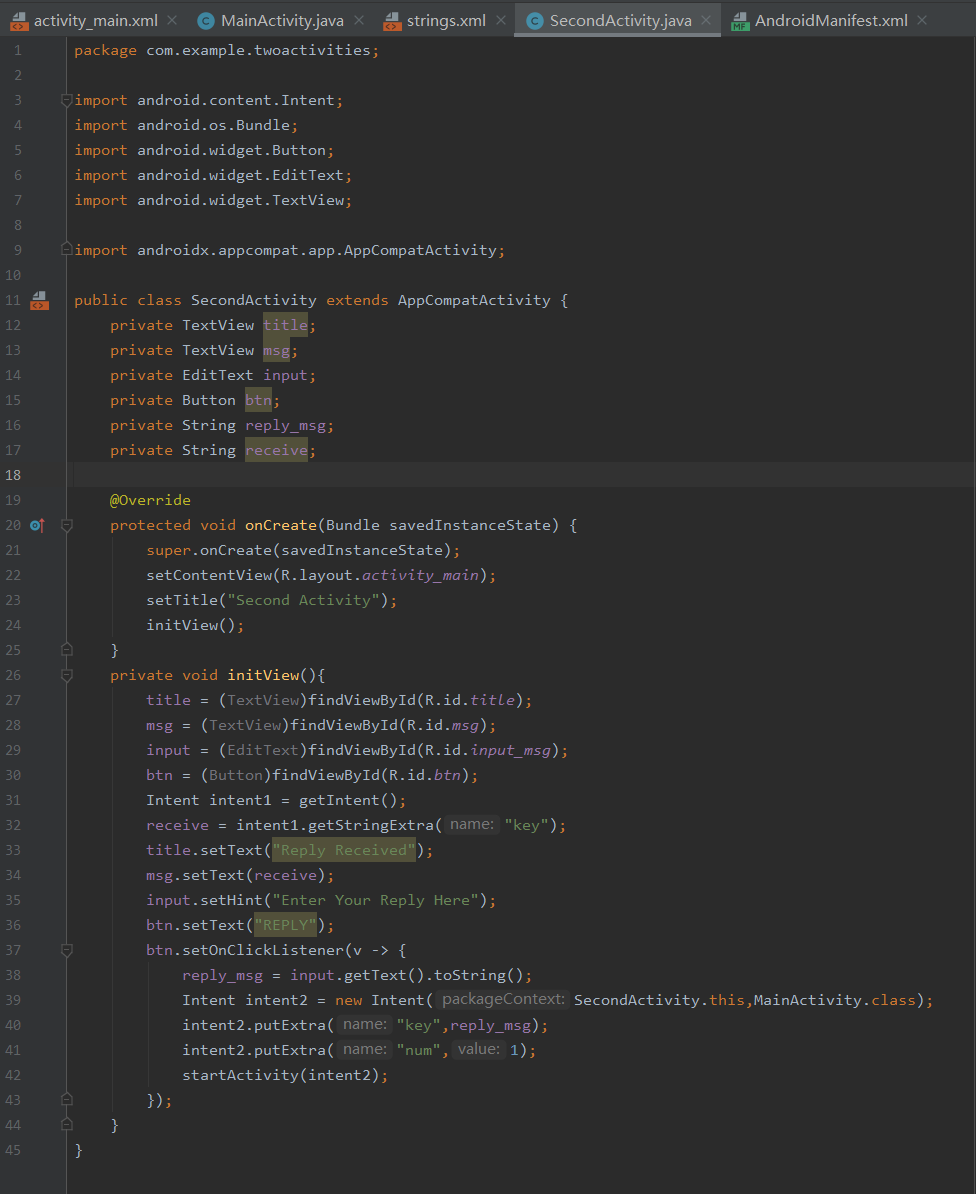 activity_main.xml MainActivity.java strings.xml SecondActivity.java AndroidManifest.xml
1 package com.example.twoactivities;
2
3 import android.content.Intent;
4 import android.os.Bundle;
5 import android.widget.Button;
6 import android.widget.EditText;
7 import android.widget.TextView;
8
9 import androidx.appcompat.app.AppCompatActivity;
10
11 public class SecondActivity extends AppCompatActivity {
12     private TextView title;
13     private TextView msg;
14     private EditText input;
15     private Button btn;
16     private String reply_msg;
17     private String receive;
18
19     @Override
20     protected void onCreate(Bundle savedInstanceState) {
21         super.onCreate(savedInstanceState);
22         setContentView(R.layout.activity_main);
23         setTitle("Second Activity");
24         initView();
25     }
26     private void initView(){
27         title = (TextView)findViewById(R.id.title);
28         msg = (TextView)findViewById(R.id.msg);
29         input = (EditText)findViewById(R.id.input_msg);
30         btn = (Button)findViewById(R.id.btn);
31         Intent intent1 = getIntent();
32         receive = intent1.getStringExtra( name: "key");
33         title.setText("Reply Received");
34         msg.setText(receive);
35         input.setHint("Enter Your Reply Here");
36         btn.setText("REPLY");
37         btn.setOnClickListener(v -> {
38             reply_msg = input.getText().toString();
39             Intent intent2 = new Intent( packageContext: SecondActivity.this,MainActivity.class);
40             intent2.putExtra( name: "key",reply_msg);
41             intent2.putExtra( name: "num", value: 1);
42             startActivity(intent2);
43         });
44     }
45 }